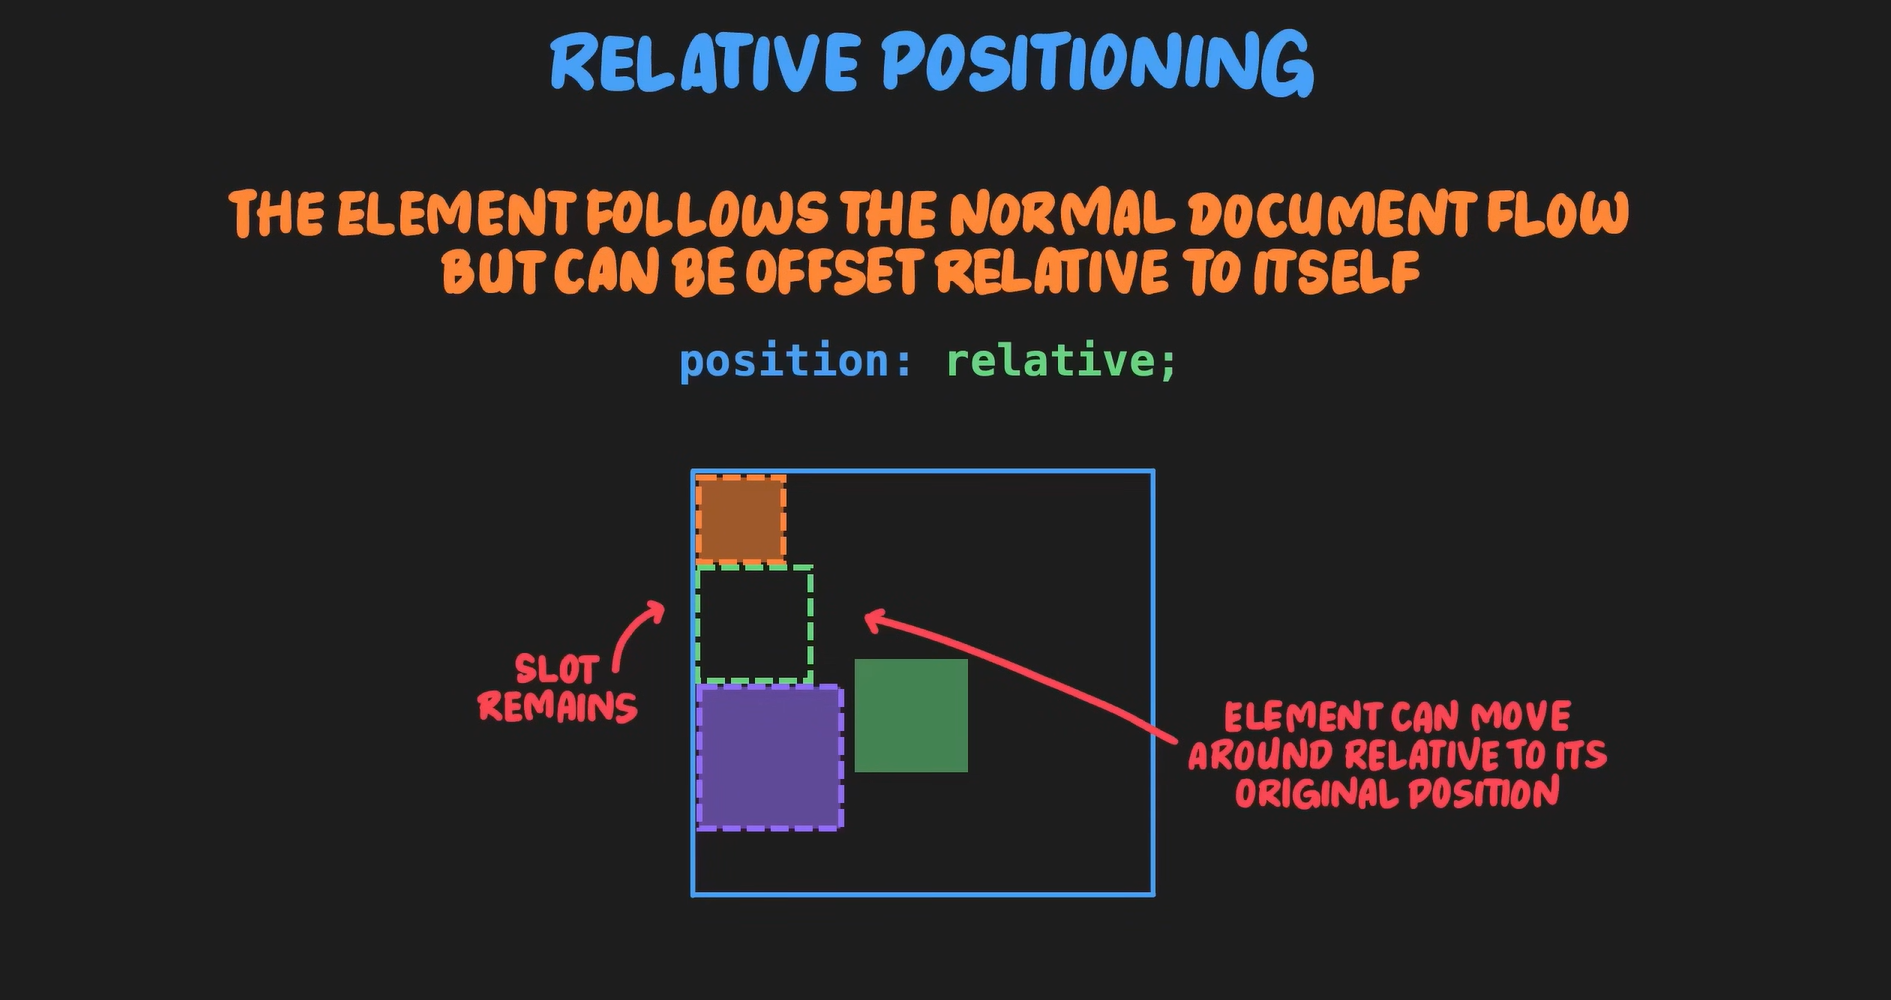 RELATIVE POSITIONING
THE ELEMENT FOLLOWS THE NORMAL DOCUMENT FLOW
BUT CAN BE OFFSET RELATIVE TO ITSELF
position: relative;
SLOT
REMAINS
ELEMENT CAN MOVE
AROUND RELATIVE TO ITS
ORIGINAL POSITION